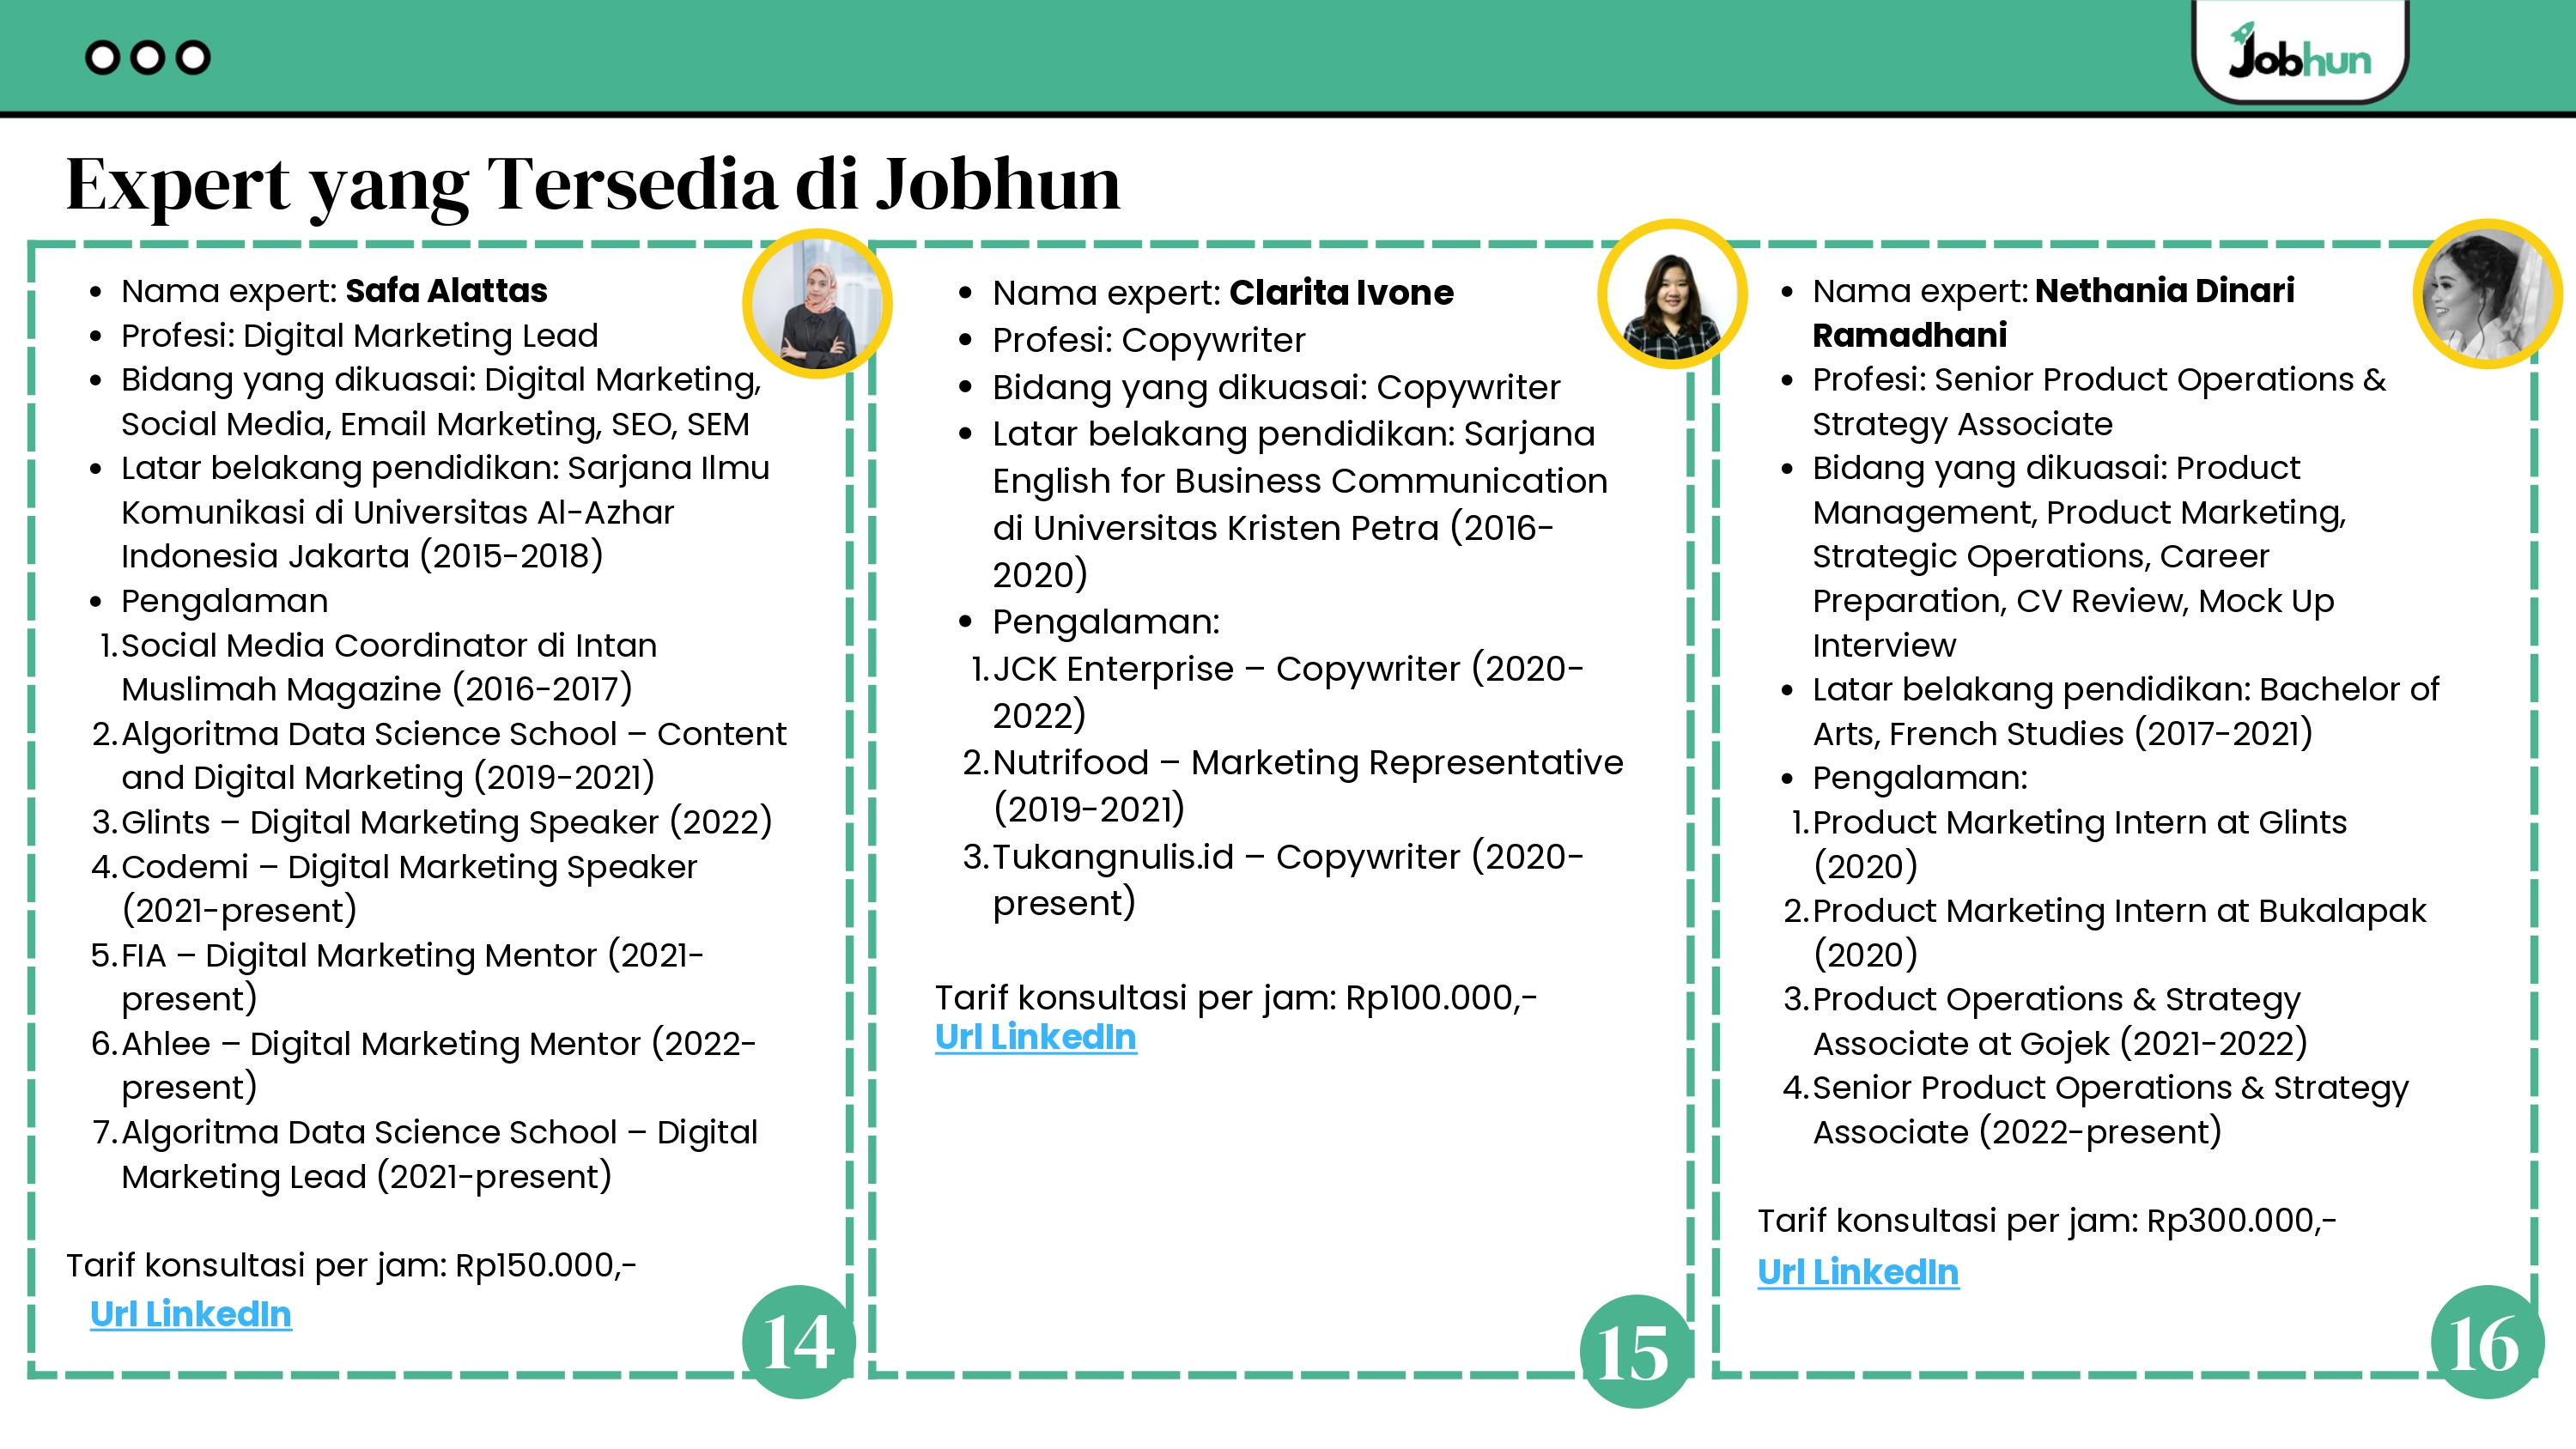 Jobhun
Expert yang Tersedia di Jobhun
• Nama expert: Safa Alattas
• Profesi: Digital Marketing Lead
• Bidang yang dikuasai: Digital Marketing,
Social Media, Email Marketing, SEO, SEM
• Latar belakang pendidikan: Sarjana Ilmu
Komunikasi di Universitas Al-Azhar
Indonesia Jakarta (2015-2018)
• Pengalaman
1. Social Media Coordinator di Intan
Muslimah Magazine (2016-2017)
2. Algoritma Data Science School – Content
and Digital Marketing (2019-2021)
3. Glints – Digital Marketing Speaker (2022)
4. Codemi – Digital Marketing Speaker
(2021-present)
5. FIA – Digital Marketing Mentor (2021-
present)
6. Ahlee – Digital Marketing Mentor (2022-
present)
7. Algoritma Data Science School – Digital
Marketing Lead (2021-present)
Tarif konsultasi per jam: Rp150.000,-
Url LinkedIn
14
• Nama expert: Clarita Ivone
• Profesi: Copywriter
• Bidang yang dikuasai: Copywriter
• Latar belakang pendidikan: Sarjana
English for Business Communication
di Universitas Kristen Petra (2016-
2020)
• Pengalaman:
1. JCK Enterprise – Copywriter (2020-
2022)
2. Nutrifood – Marketing Representative
(2019-2021)
3. Tukangnulis.id – Copywriter (2020-
present)
Tarif konsultasi per jam: Rp100.000,-
Url LinkedIn
15
• Nama expert: Nethania Dinari
Ramadhani
• Profesi: Senior Product Operations &
Strategy Associate
• Bidang yang dikuasai: Product
Management, Product Marketing,
Strategic Operations, Career
Preparation, CV Review, Mock Up
Interview
• Latar belakang pendidikan: Bachelor of
Arts, French Studies (2017-2021)
• Pengalaman:
1. Product Marketing Intern at Glints
(2020)
2. Product Marketing Intern at Bukalapak
(2020)
3. Product Operations & Strategy
Associate at Gojek (2021-2022)
4. Senior Product Operations & Strategy
Associate (2022-present)
Tarif konsultasi per jam: Rp300.000,-
Url LinkedIn
16